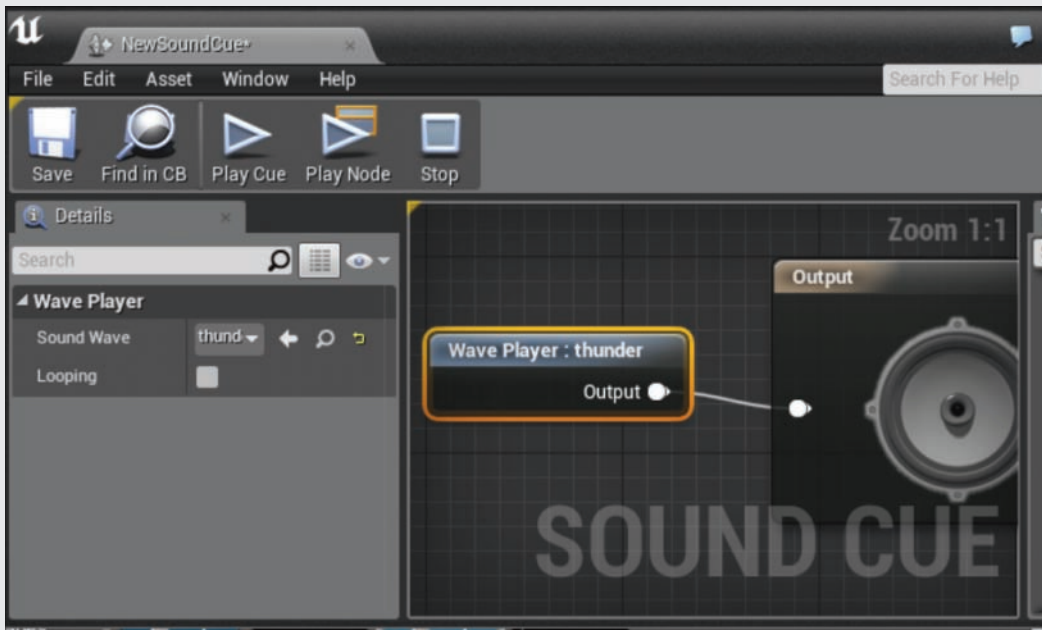 NewSoundCue*
File Edit Asset Window Help
Search For Help
Save Find in CB Play Cue Play Node Stop
Details
Search
Wave Player
Sound Wave thund
Looping
Zoom 1:1
Output
Wave Player : thunder
Output
SOUND CUE